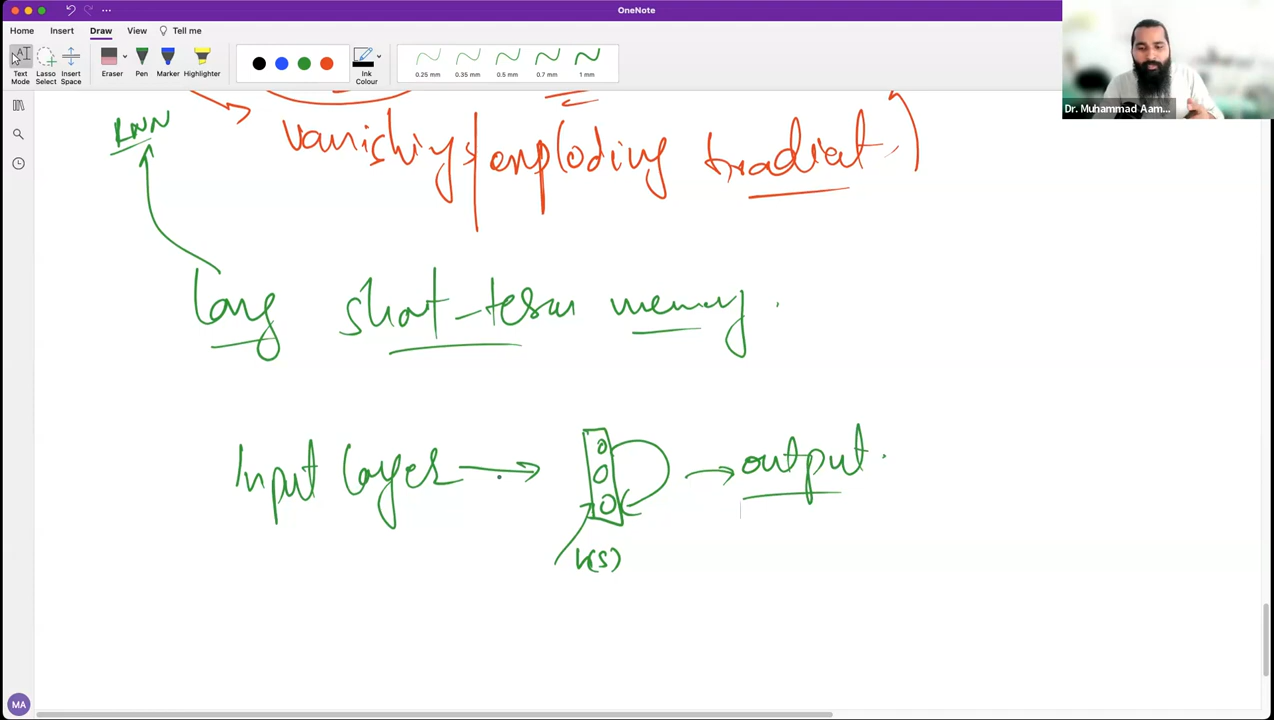 OneNote
Home Insert Draw View Tell me
Text Mode
Lasso Select
Insert Space
Eraser
Pen
Marker
Highlighter
Ink Colour
0.25 mm
0.35 mm
0.5 mm
0.7 mm
1 mm
Dr. Muhammad Aam...
RNN
vanishing exploding gradient
long short-term memory.
Input layer output.
h(s)
MA